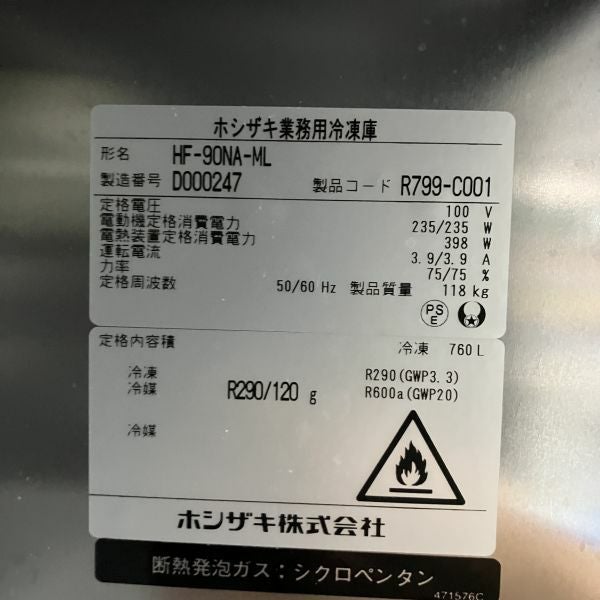 ホシザキ業務用冷凍庫
形名 HF-90NA-ML
製造番号 D000247 製品コード R799-C001
定格電圧 100 V
電動機定格消費電力 235/235 W
電熱装置定格消費電力 398 W
運転電流 3.9/3.9 A
力率 75/75 %
定格周波数 50/60 Hz 製品質量 118 kg
PS
E
定格内容積 冷凍 760 L
冷凍 R290(GWP3.3)
冷媒 R290/120 g R600a(GWP20)
冷媒
ホシザキ株式会社
断熱発泡ガス：シクロペンタン
471576C